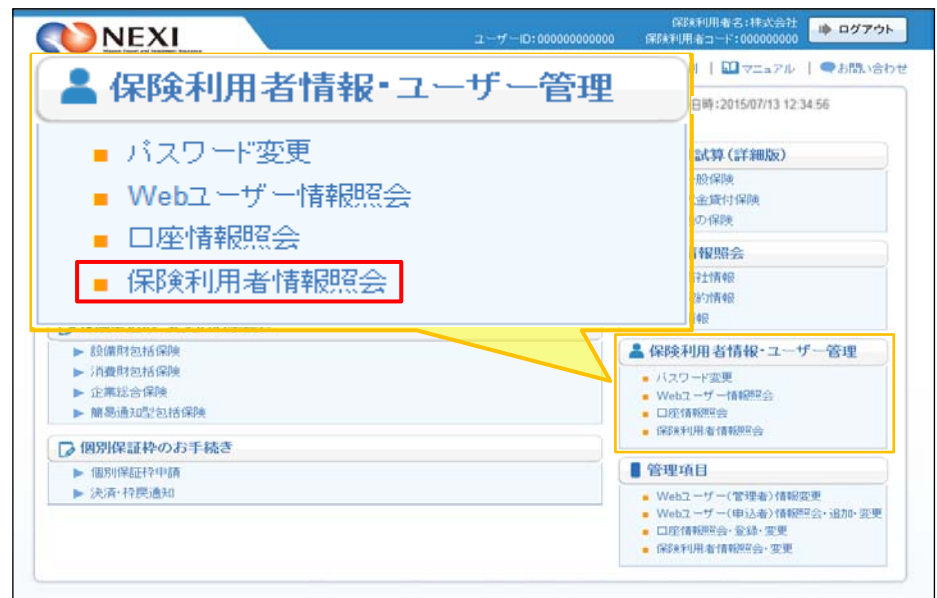 NEXI
Nippon Export and Investment Insurance
ユーザーID:000000000000
保険利用者名:株式会社
保険利用者コード:000000000
ログアウト
マニュアル | お問い合わせ
日時:2015/07/13 12:34:56
保険利用者情報・ユーザー管理
パスワード変更
Webユーザー情報照会
口座情報照会
保険利用者情報照会
試算(詳細版)
般保険
金貸付保険
の保険
情報照会
社情報
約情報
情報
設備財包括保険
消費財包括保険
企業総合保険
簡易通知型包括保険
個別保証枠のお手続き
個別保証枠申請
決済・枠戻通知
保険利用者情報・ユーザー管理
パスワード変更
Webユーザー情報照会
口座情報照会
保険利用者情報照会
管理項目
Webユーザー(管理者)情報変更
Webユーザー(申込者)情報照会・追加・変更
口座情報照会・登録・変更
保険利用者情報照会・変更